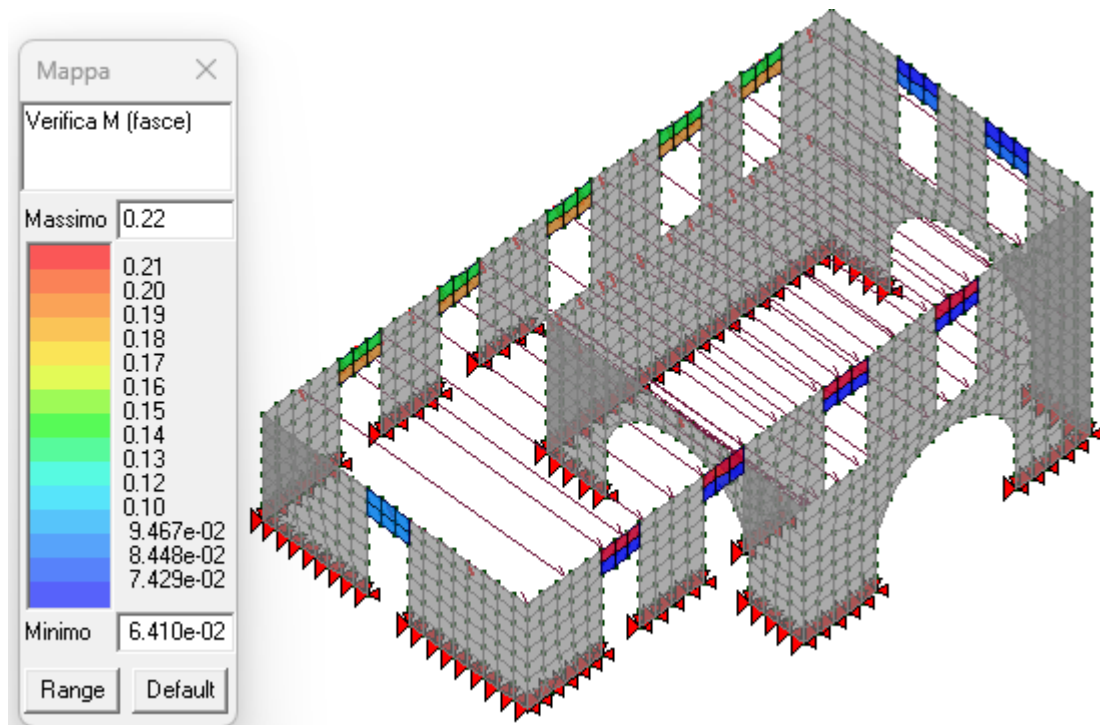 Mappa
Verifica M (fasce)
Massimo 0.22
0.21
0.20
0.19
0.18
0.17
0.16
0.15
0.14
0.13
0.12
0.10
9.467e-02
8.448e-02
7.429e-02
Minimo 6.410e-02
Range Default